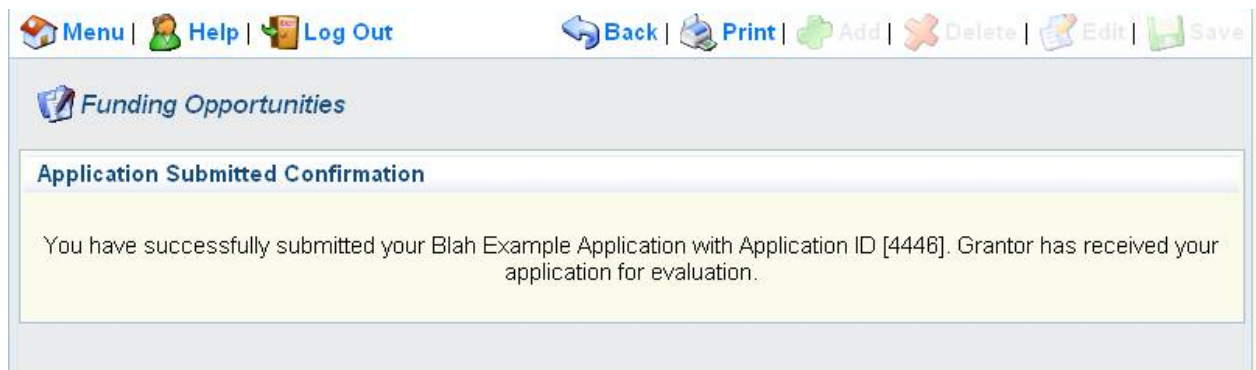 Menu | Help | Log Out Back | Print | Add | Delete | Edit | Save
Funding Opportunities
Application Submitted Confirmation
You have successfully submitted your Blah Example Application with Application ID [4446]. Grantor has received your
application for evaluation.